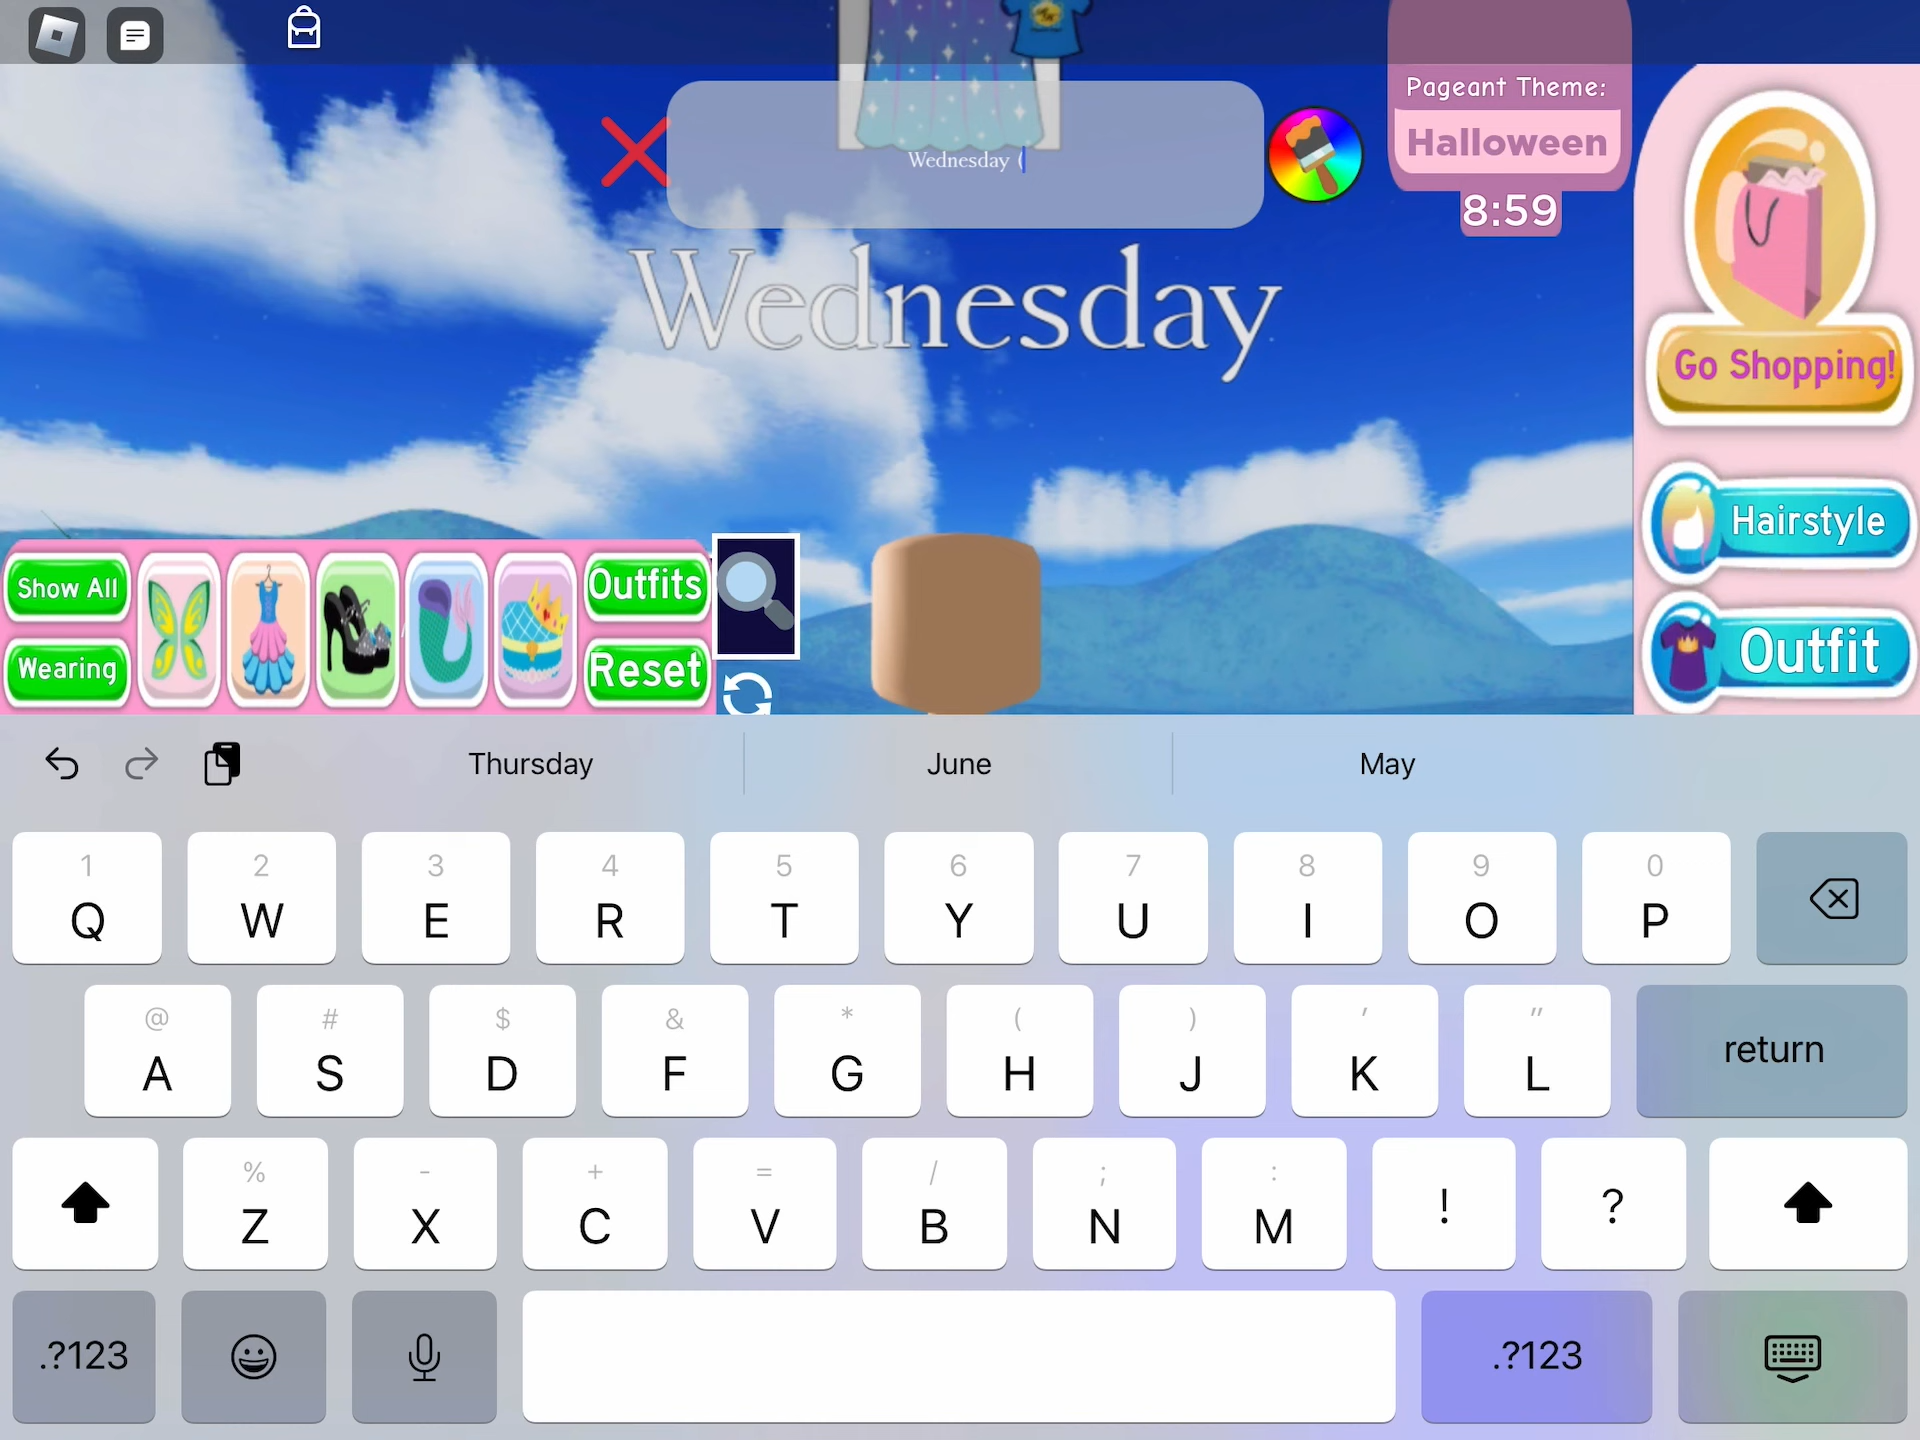 Pageant Theme:
Halloween
8:59
Wednesday (
Wednesday
Go Shopping!
Hairstyle
Outfit
Show All
Wearing
Outfits
Reset
Thursday
June
May
1 2 3 4 5 6 7 8 9 0
Q W E R T Y U I O P
@ # $ & * ( ) ' "
A S D F G H J K L
return
% - + = / ; :
Z X C V B N M ! ?
.?123
.?123